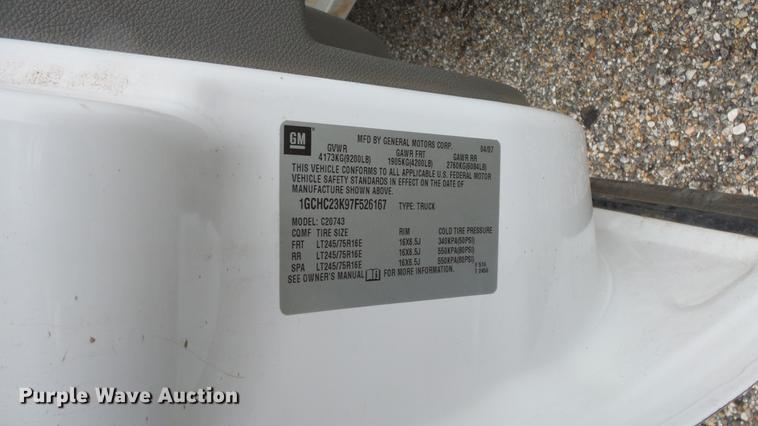 GM
MFD BY GENERAL MOTORS CORP. 04/07
GVWR GAWR FRT GAWR RR
4173KG(9200LB) 1905KG(4200LB) 2760KG(6084LB)
THIS VEHICLE CONFORMS TO ALL APPLICABLE U.S. FEDERAL MOTOR
VEHICLE SAFETY STANDARDS IN EFFECT ON THE DATE OF
MANUFACTURE SHOWN ABOVE.
1GCHC23K97F526167 TYPE: TRUCK
MODEL: C20743
COMF TIRE SIZE RIM COLD TIRE PRESSURE
FRT LT245/75R16E 16X6.5J 340KPA(50PSI)
RR LT245/75R16E 16X6.5J 550KPA(80PSI)
SPA LT245/75R16E 16X6.5J 550KPA(80PSI)
SEE OWNER'S MANUAL FOR MORE INFORMATION.
Purple Wave Auction